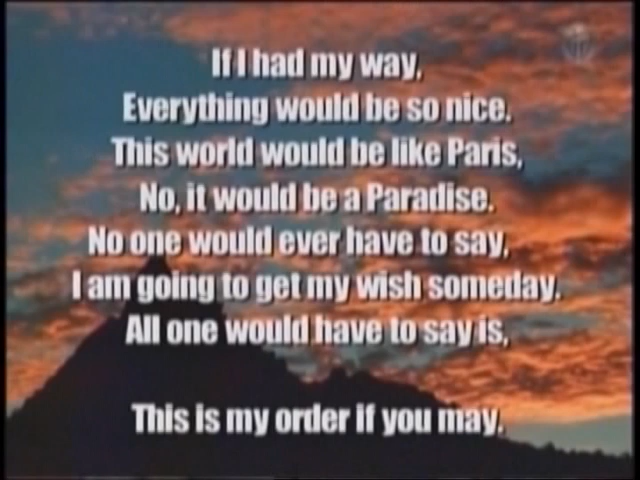 If I had my way,
Everything would be so nice.
This world would be like Paris,
No, it would be a Paradise.
No one would ever have to say,
I am going to get my wish someday.
All one would have to say is,
This is my order if you may.